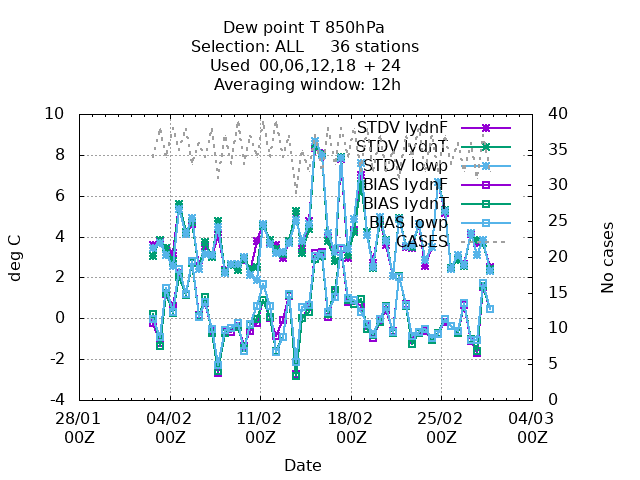 Dew point T 850hPa
Selection: ALL 36 stations
Used 00,06,12,18 + 24
Averaging window: 12h
STDV lydnF
STDV lydnT
STDV lowp
BIAS lydnF
BIAS lydnT
BIAS lowp
CASES
deg C
10
8
6
4
2
0
-2
-4
No cases
40
35
30
25
20
15
10
5
0
28/01 04/02 11/02 18/02 25/02 04/03
00Z 00Z 00Z 00Z 00Z 00Z
Date